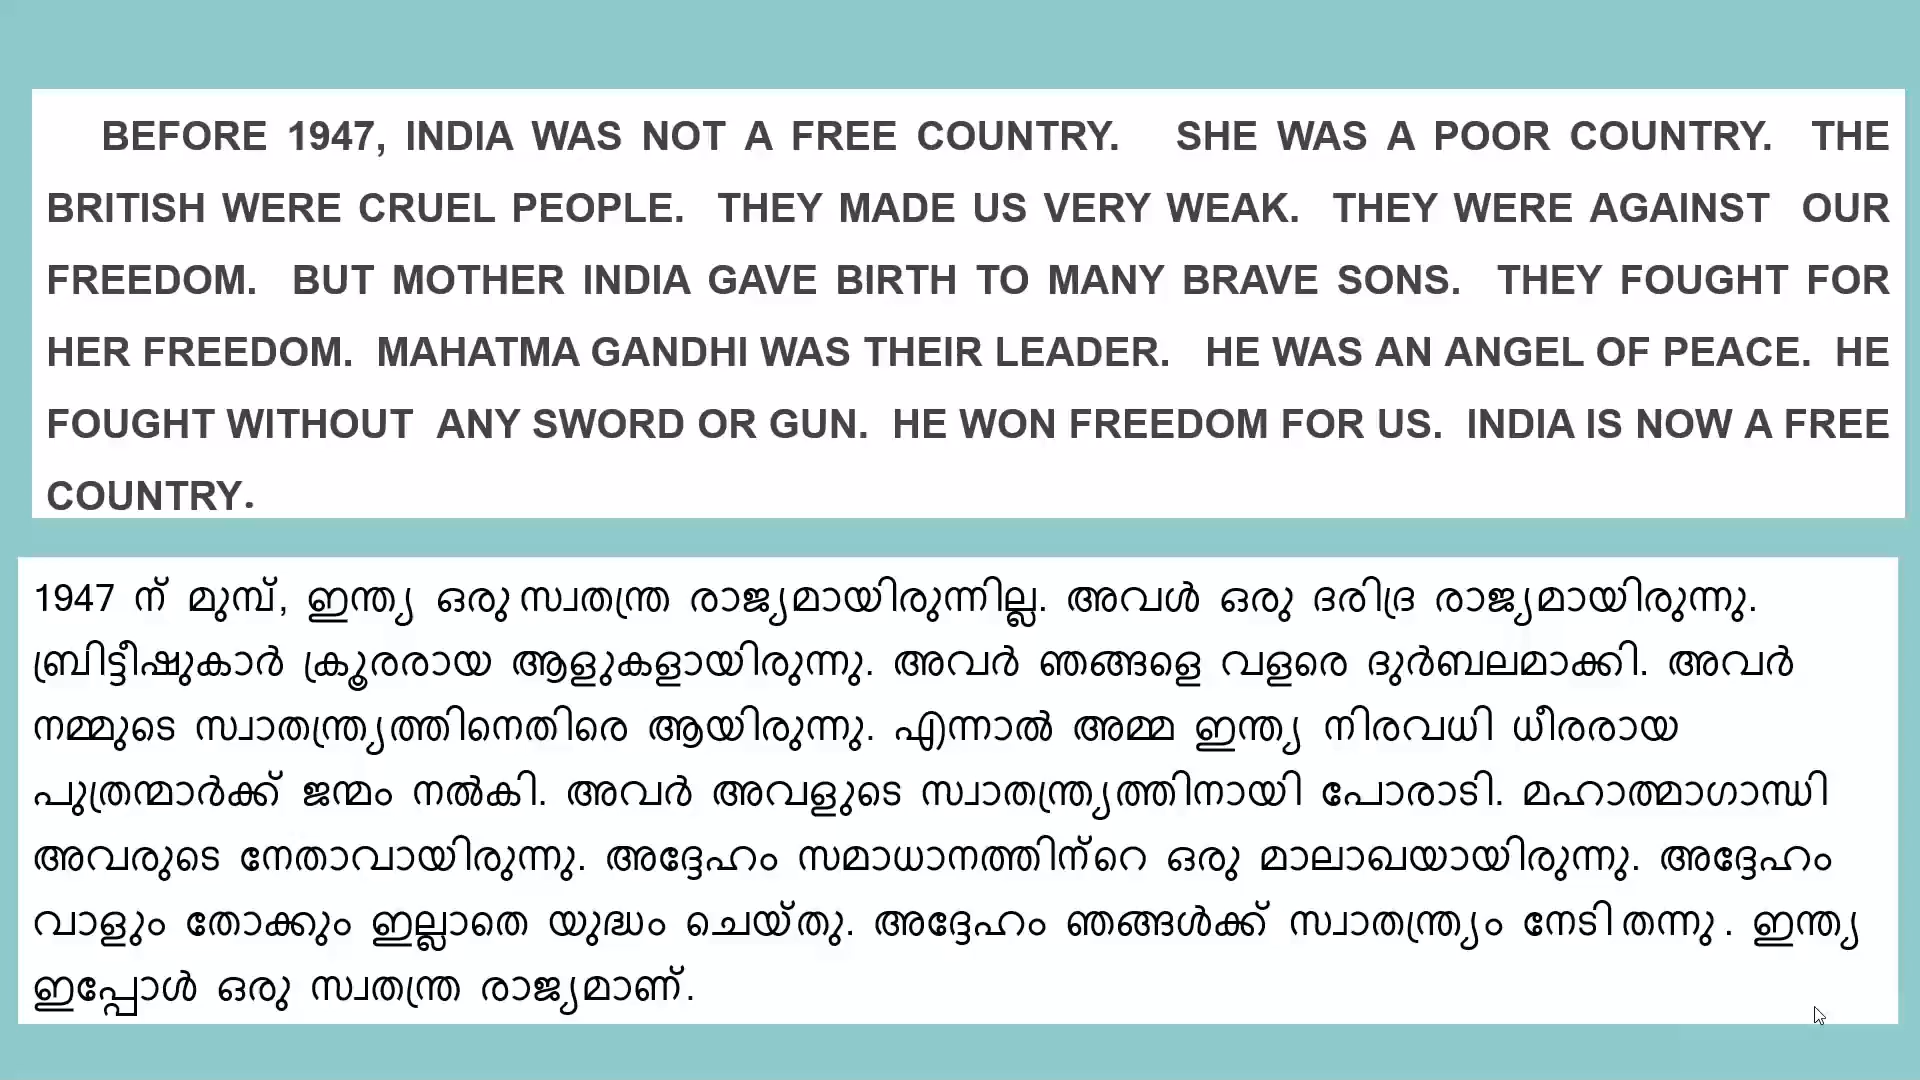 BEFORE 1947, INDIA WAS NOT A FREE COUNTRY. SHE WAS A POOR COUNTRY. THE
BRITISH WERE CRUEL PEOPLE. THEY MADE US VERY WEAK. THEY WERE AGAINST OUR
FREEDOM. BUT MOTHER INDIA GAVE BIRTH TO MANY BRAVE SONS. THEY FOUGHT FOR
HER FREEDOM. MAHATMA GANDHI WAS THEIR LEADER. HE WAS AN ANGEL OF PEACE. HE
FOUGHT WITHOUT ANY SWORD OR GUN. HE WON FREEDOM FOR US. INDIA IS NOW A FREE
COUNTRY.
1947 ന് മുമ്പ്, ഇന്ത്യ ഒരു സ്വതന്ത്ര രാജ്യമായിരുന്നില്ല. അവൾ ഒരു ദരിദ്ര രാജ്യമായിരുന്നു.
ബ്രിട്ടീഷുകാർ ക്രൂരരായ ആളുകളായിരുന്നു. അവർ ഞങ്ങളെ വളരെ ദുർബലമാക്കി. അവർ
നമ്മുടെ സ്വാതന്ത്ര്യത്തിനെതിരെ ആയിരുന്നു. എന്നാൽ അമ്മ ഇന്ത്യ നിരവധി ധീരരായ
പുത്രന്മാർക്ക് ജന്മം നൽകി. അവർ അവളുടെ സ്വാതന്ത്ര്യത്തിനായി പോരാടി. മഹാത്മാഗാന്ധി
അവരുടെ നേതാവായിരുന്നു. അദ്ദേഹം സമാധാനത്തിന്റെ ഒരു മാലാഖയായിരുന്നു. അദ്ദേഹം
വാളും തോക്കും ഇല്ലാതെ യുദ്ധം ചെയ്തു. അദ്ദേഹം ഞങ്ങൾക്ക് സ്വാതന്ത്ര്യം നേടി തന്നു . ഇന്ത്യ
ഇപ്പോൾ ഒരു സ്വതന്ത്ര രാജ്യമാണ്.